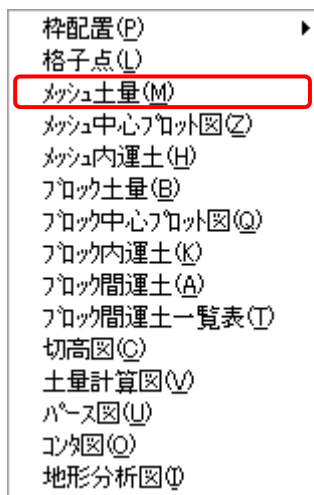 枠配置(P)
格子点(L)
ﾒｯｼｭ土量(M)
ﾒｯｼｭ中心ﾌﾟﾛｯﾄ図(Z)
ﾒｯｼｭ内運土(H)
ﾌﾞﾛｯｸ土量(B)
ﾌﾞﾛｯｸ中心ﾌﾟﾛｯﾄ図(Q)
ﾌﾞﾛｯｸ内運土(K)
ﾌﾞﾛｯｸ間運土(A)
ﾌﾞﾛｯｸ間運土一覧表(T)
切高図(C)
土量計算図(V)
ﾊﾟｰｽ図(U)
ｺﾝﾀ図(O)
地形分析図(I)